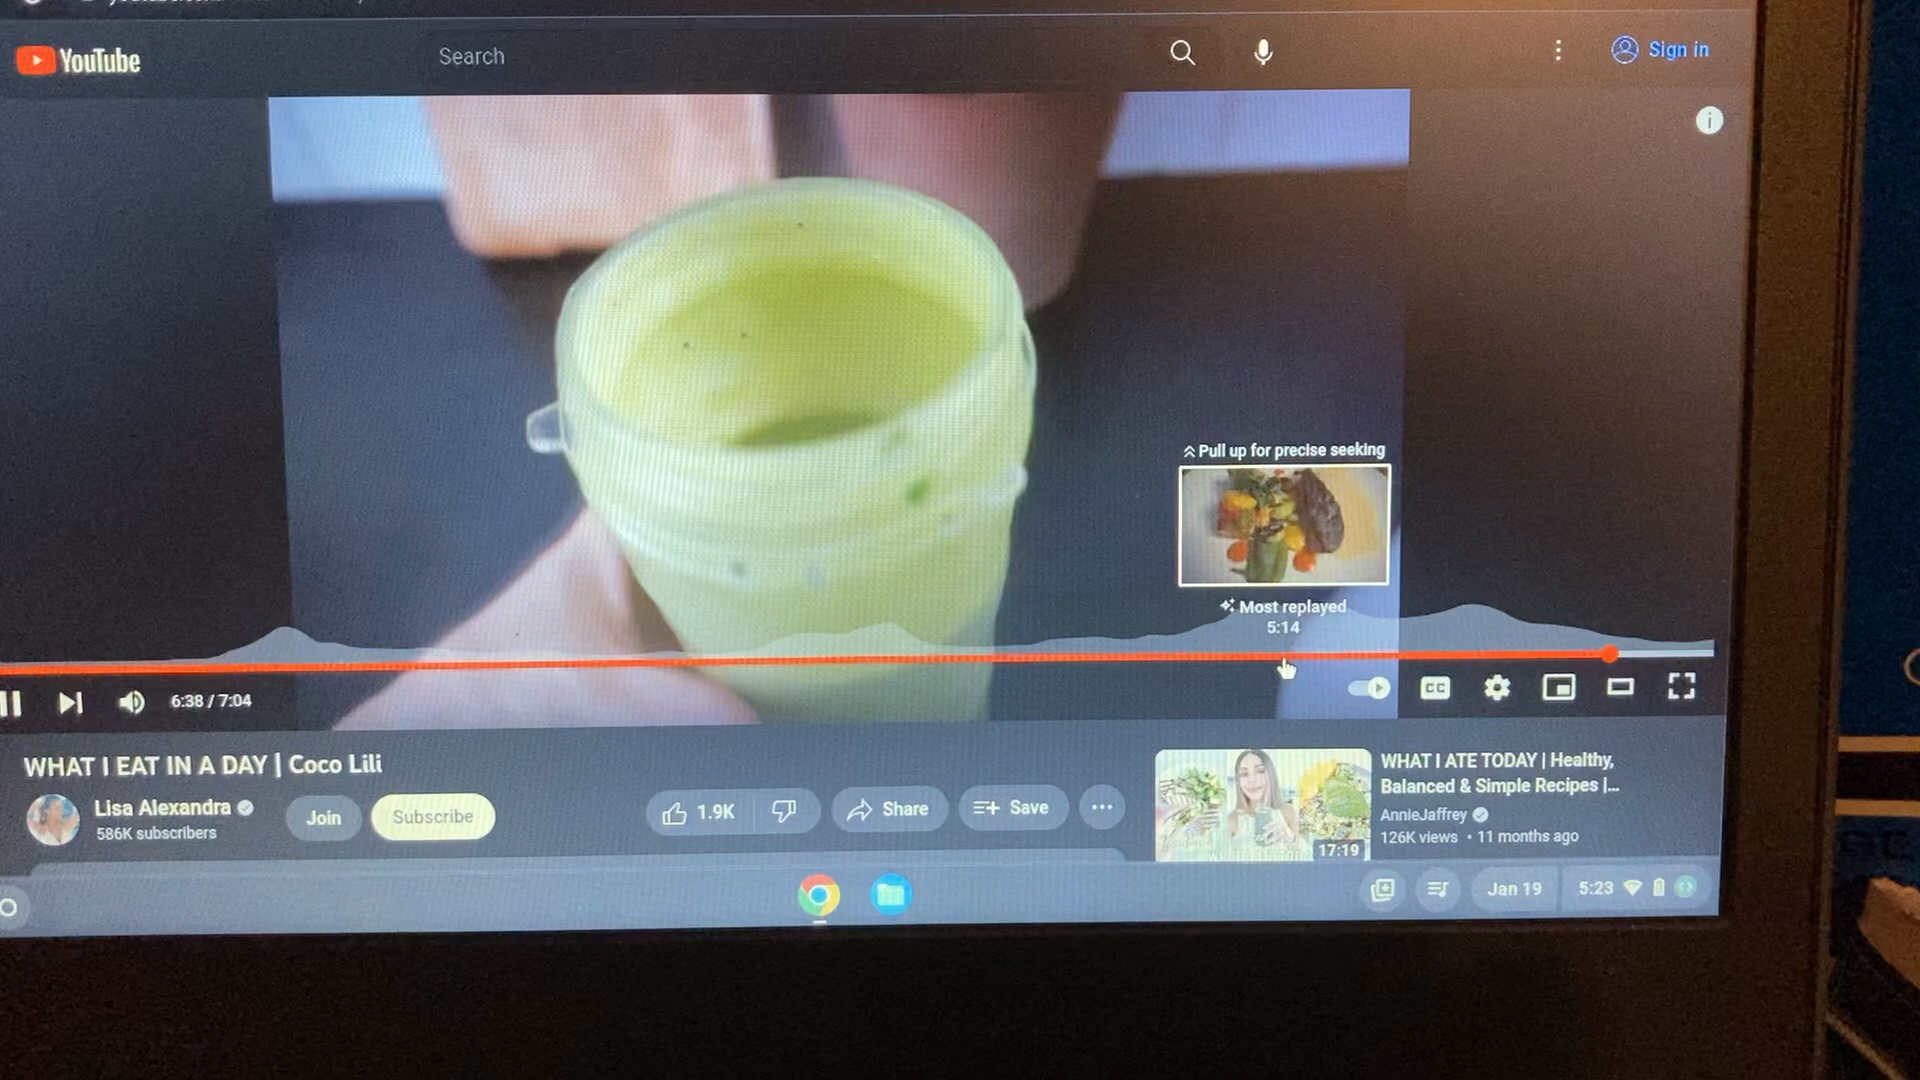 YouTube
Search
Sign in
Pull up for precise seeking
Most replayed
5:14
CC
6:38 / 7:04
WHAT I EAT IN A DAY | Coco Lili
Lisa Alexandra
586K subscribers
Join
Subscribe
1.9K
Share
Save
WHAT I ATE TODAY | Healthy,
Balanced & Simple Recipes |...
AnnieJaffrey
126K views • 11 months ago
17:19
Jan 19
5:23